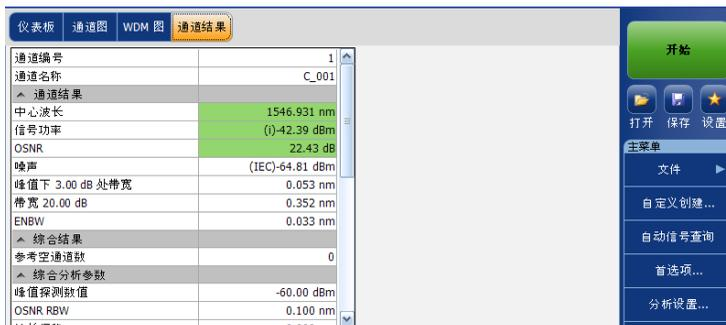 仪表板 通道图 WDM 图 通道结果
通道编号 1
通道名称 C_001
通道结果
中心波长 1546.931 nm
信号功率 (i)-42.39 dBm
OSNR 22.43 dB
噪声 (IEC)-64.81 dBm
峰值下 3.00 dB 处带宽 0.053 nm
带宽 20.00 dB 0.352 nm
ENBW 0.033 nm
综合结果
参考空通道数 0
综合分析参数
峰值探测数值 -60.00 dBm
OSNR RBW 0.100 nm
开始
打开 保存 设置
主菜单
文件
自定义创建...
自动信号查询
首选项...
分析设置...